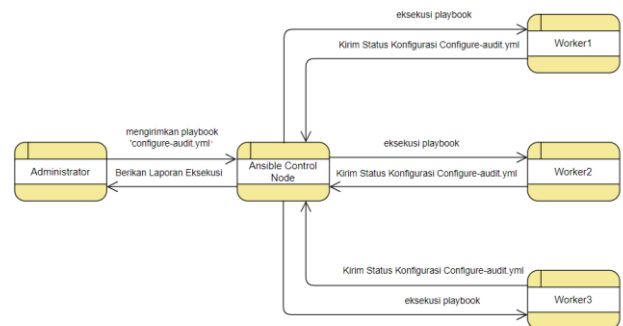 eksekusi playbook
Kirim Status Konfigurasi Configure-audit.yml
Worker1
mengirimkan playbook
'configure-audit.yml'
Administrator
Berikan Laporan Eksekusi
Ansible Control
Node
eksekusi playbook
Kirim Status Konfigurasi Configure-audit.yml
Worker2
Kirim Status Konfigurasi Configure-audit.yml
eksekusi playbook
Worker3